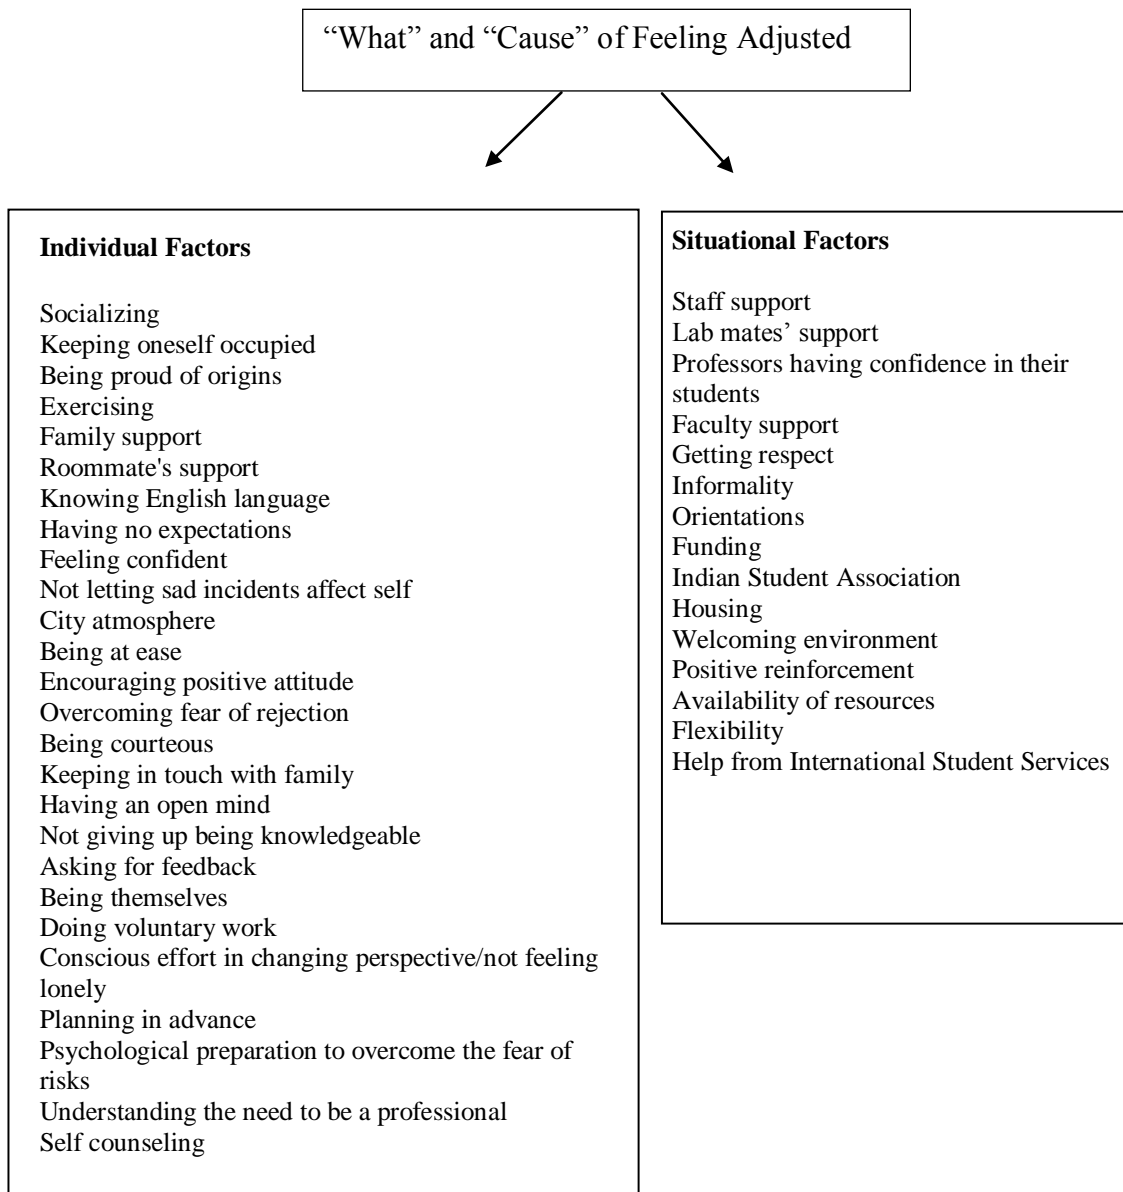 “What” and “Cause” of Feeling Adjusted
Individual Factors
Socializing
Keeping oneself occupied
Being proud of origins
Exercising
Family support
Roommate's support
Knowing English language
Having no expectations
Feeling confident
Not letting sad incidents affect self
City atmosphere
Being at ease
Encouraging positive attitude
Overcoming fear of rejection
Being courteous
Keeping in touch with family
Having an open mind
Not giving up being knowledgeable
Asking for feedback
Being themselves
Doing voluntary work
Conscious effort in changing perspective/not feeling
lonely
Planning in advance
Psychological preparation to overcome the fear of
risks
Understanding the need to be a professional
Self counseling
Situational Factors
Staff support
Lab mates’ support
Professors having confidence in their
students
Faculty support
Getting respect
Informality
Orientations
Funding
Indian Student Association
Housing
Welcoming environment
Positive reinforcement
Availability of resources
Flexibility
Help from International Student Services